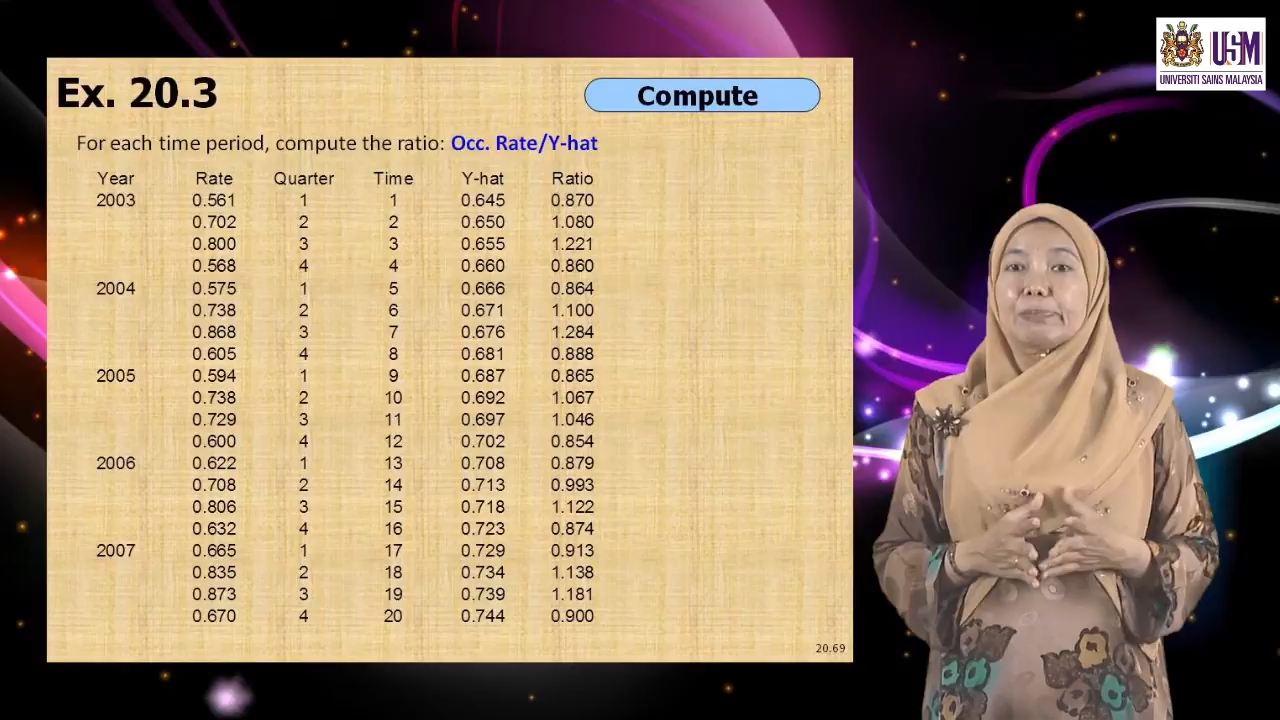 USM
UNIVERSITI SAINS MALAYSIA
Ex. 20.3
Compute
For each time period, compute the ratio: Occ. Rate/Y-hat
Year Rate Quarter Time Y-hat Ratio
2003 0.561 1 1 0.645 0.870
0.702 2 2 0.650 1.080
0.800 3 3 0.655 1.221
0.568 4 4 0.660 0.860
2004 0.575 1 5 0.666 0.864
0.738 2 6 0.671 1.100
0.868 3 7 0.676 1.284
0.605 4 8 0.681 0.888
2005 0.594 1 9 0.687 0.865
0.738 2 10 0.692 1.067
0.729 3 11 0.697 1.046
0.600 4 12 0.702 0.854
2006 0.622 1 13 0.708 0.879
0.708 2 14 0.713 0.993
0.806 3 15 0.718 1.122
0.632 4 16 0.723 0.874
2007 0.665 1 17 0.729 0.913
0.835 2 18 0.734 1.138
0.873 3 19 0.739 1.181
0.670 4 20 0.744 0.900
20.69